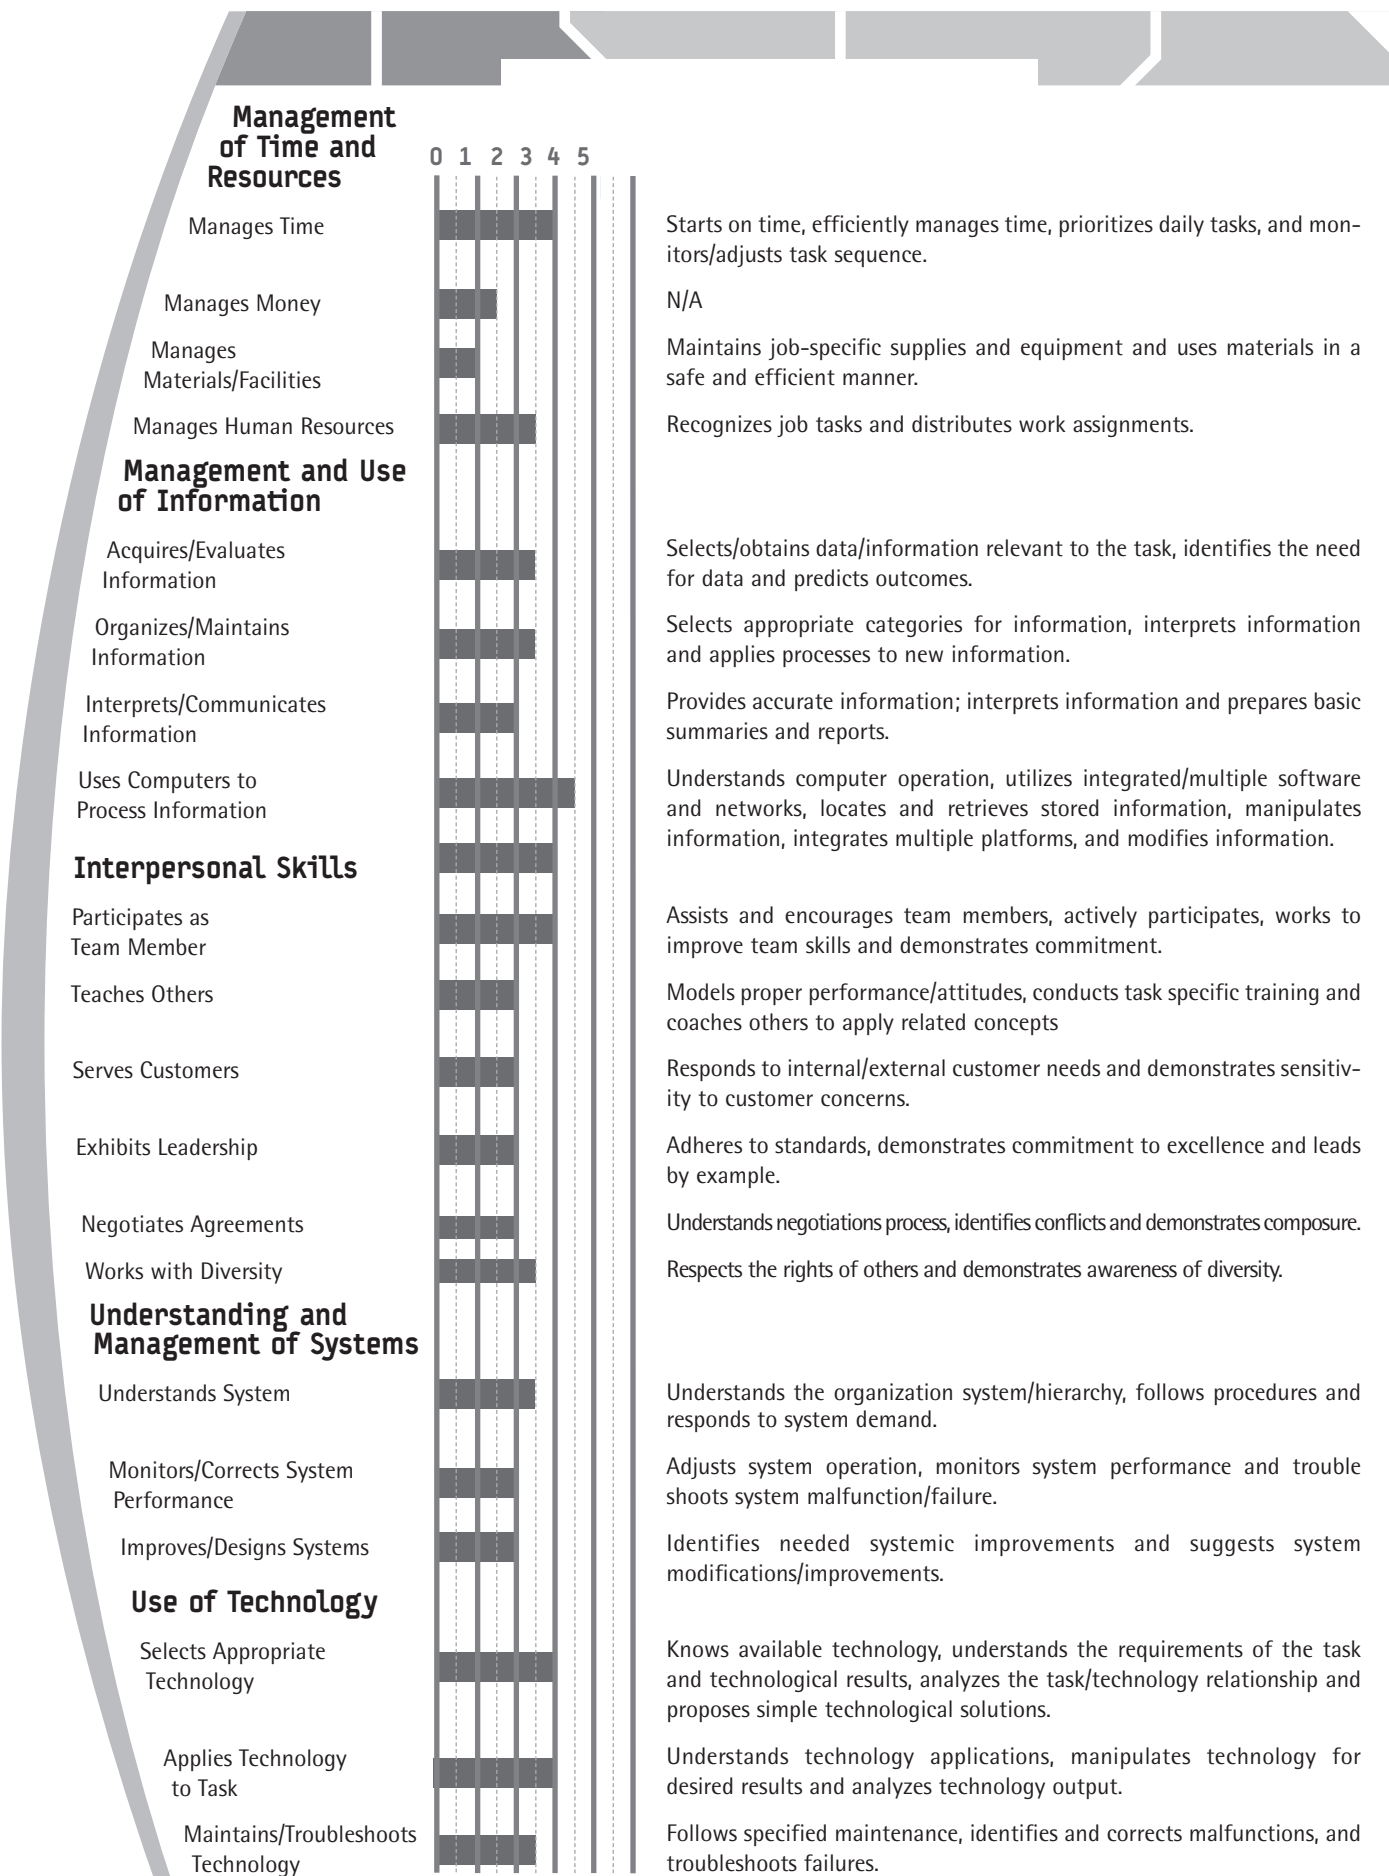 Management
of Time and
Resources
0 1 2 3 4 5
Manages Time
Starts on time, efficiently manages time, prioritizes daily tasks, and mon-
itors/adjusts task sequence.
Manages Money
N/A
Manages
Materials/Facilities
Maintains job-specific supplies and equipment and uses materials in a
safe and efficient manner.
Manages Human Resources
Recognizes job tasks and distributes work assignments.
Management and Use
of Information
Acquires/Evaluates
Information
Selects/obtains data/information relevant to the task, identifies the need
for data and predicts outcomes.
Organizes/Maintains
Information
Selects appropriate categories for information, interprets information
and applies processes to new information.
Interprets/Communicates
Information
Provides accurate information; interprets information and prepares basic
summaries and reports.
Uses Computers to
Process Information
Understands computer operation, utilizes integrated/multiple software
and networks, locates and retrieves stored information, manipulates
information, integrates multiple platforms, and modifies information.
Interpersonal Skills
Participates as
Team Member
Assists and encourages team members, actively participates, works to
improve team skills and demonstrates commitment.
Teaches Others
Models proper performance/attitudes, conducts task specific training and
coaches others to apply related concepts
Serves Customers
Responds to internal/external customer needs and demonstrates sensitiv-
ity to customer concerns.
Exhibits Leadership
Adheres to standards, demonstrates commitment to excellence and leads
by example.
Negotiates Agreements
Understands negotiations process, identifies conflicts and demonstrates composure.
Works with Diversity
Respects the rights of others and demonstrates awareness of diversity.
Understanding and
Management of Systems
Understands System
Understands the organization system/hierarchy, follows procedures and
responds to system demand.
Monitors/Corrects System
Performance
Adjusts system operation, monitors system performance and trouble
shoots system malfunction/failure.
Improves/Designs Systems
Identifies needed systemic improvements and suggests system
modifications/improvements.
Use of Technology
Selects Appropriate
Technology
Knows available technology, understands the requirements of the task
and technological results, analyzes the task/technology relationship and
proposes simple technological solutions.
Applies Technology
to Task
Understands technology applications, manipulates technology for
desired results and analyzes technology output.
Maintains/Troubleshoots
Technology
Follows specified maintenance, identifies and corrects malfunctions, and
troubleshoots failures.